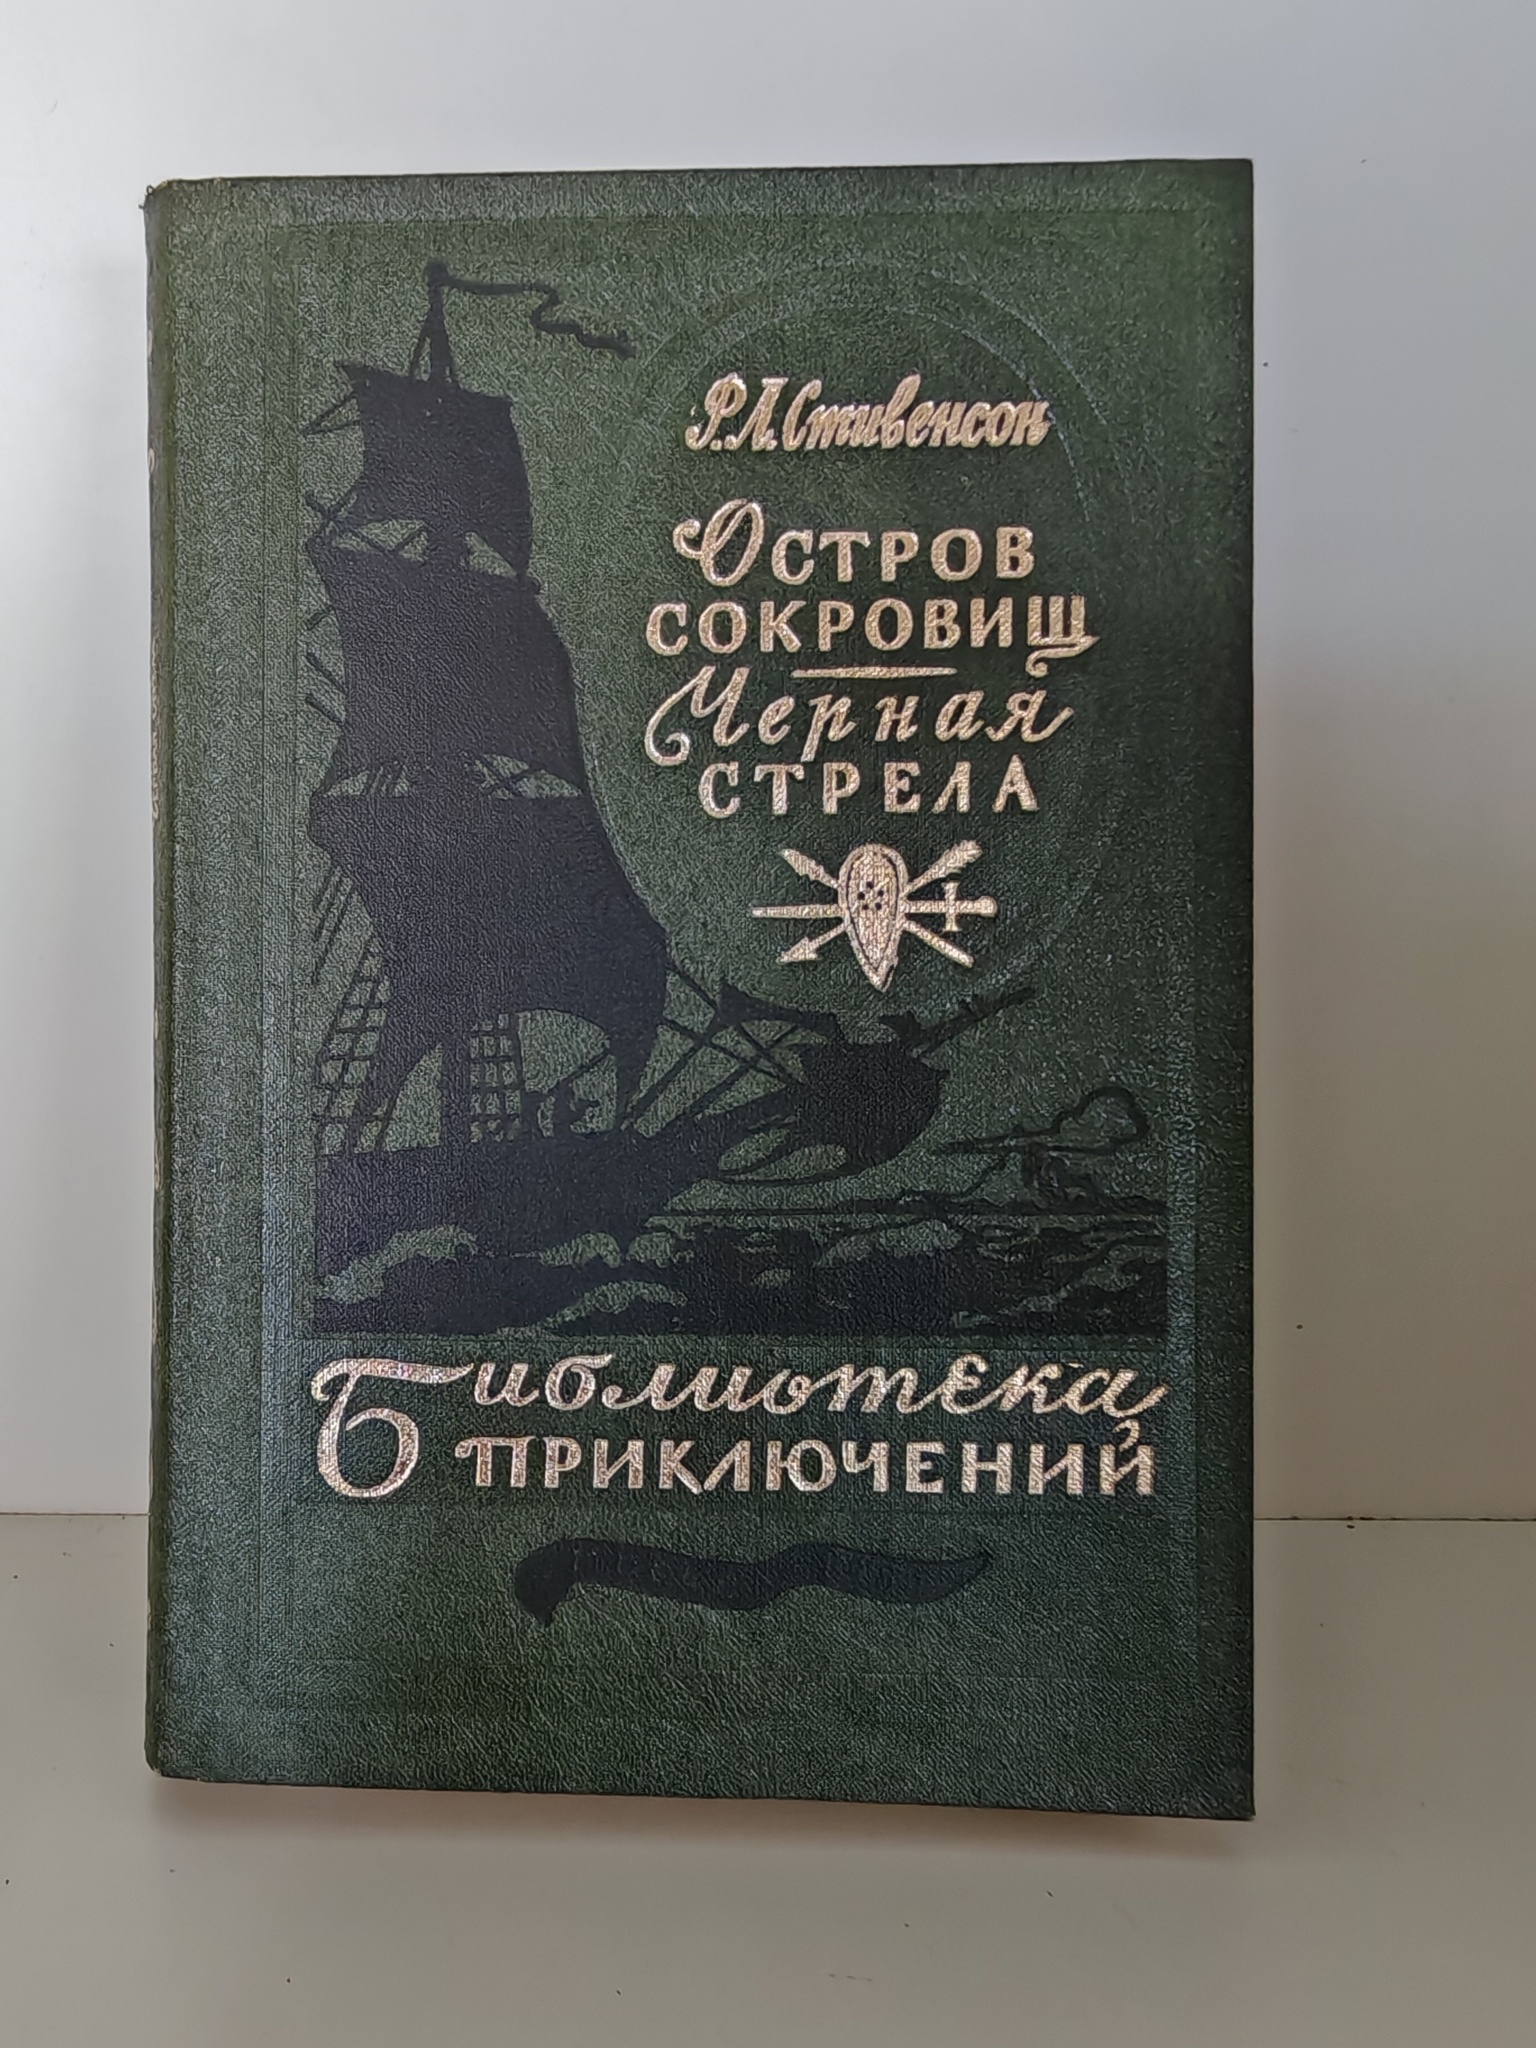 Р.Л. Стивенсон
Остров
сокровищ
Черная
стрела
Библиотека
приключений